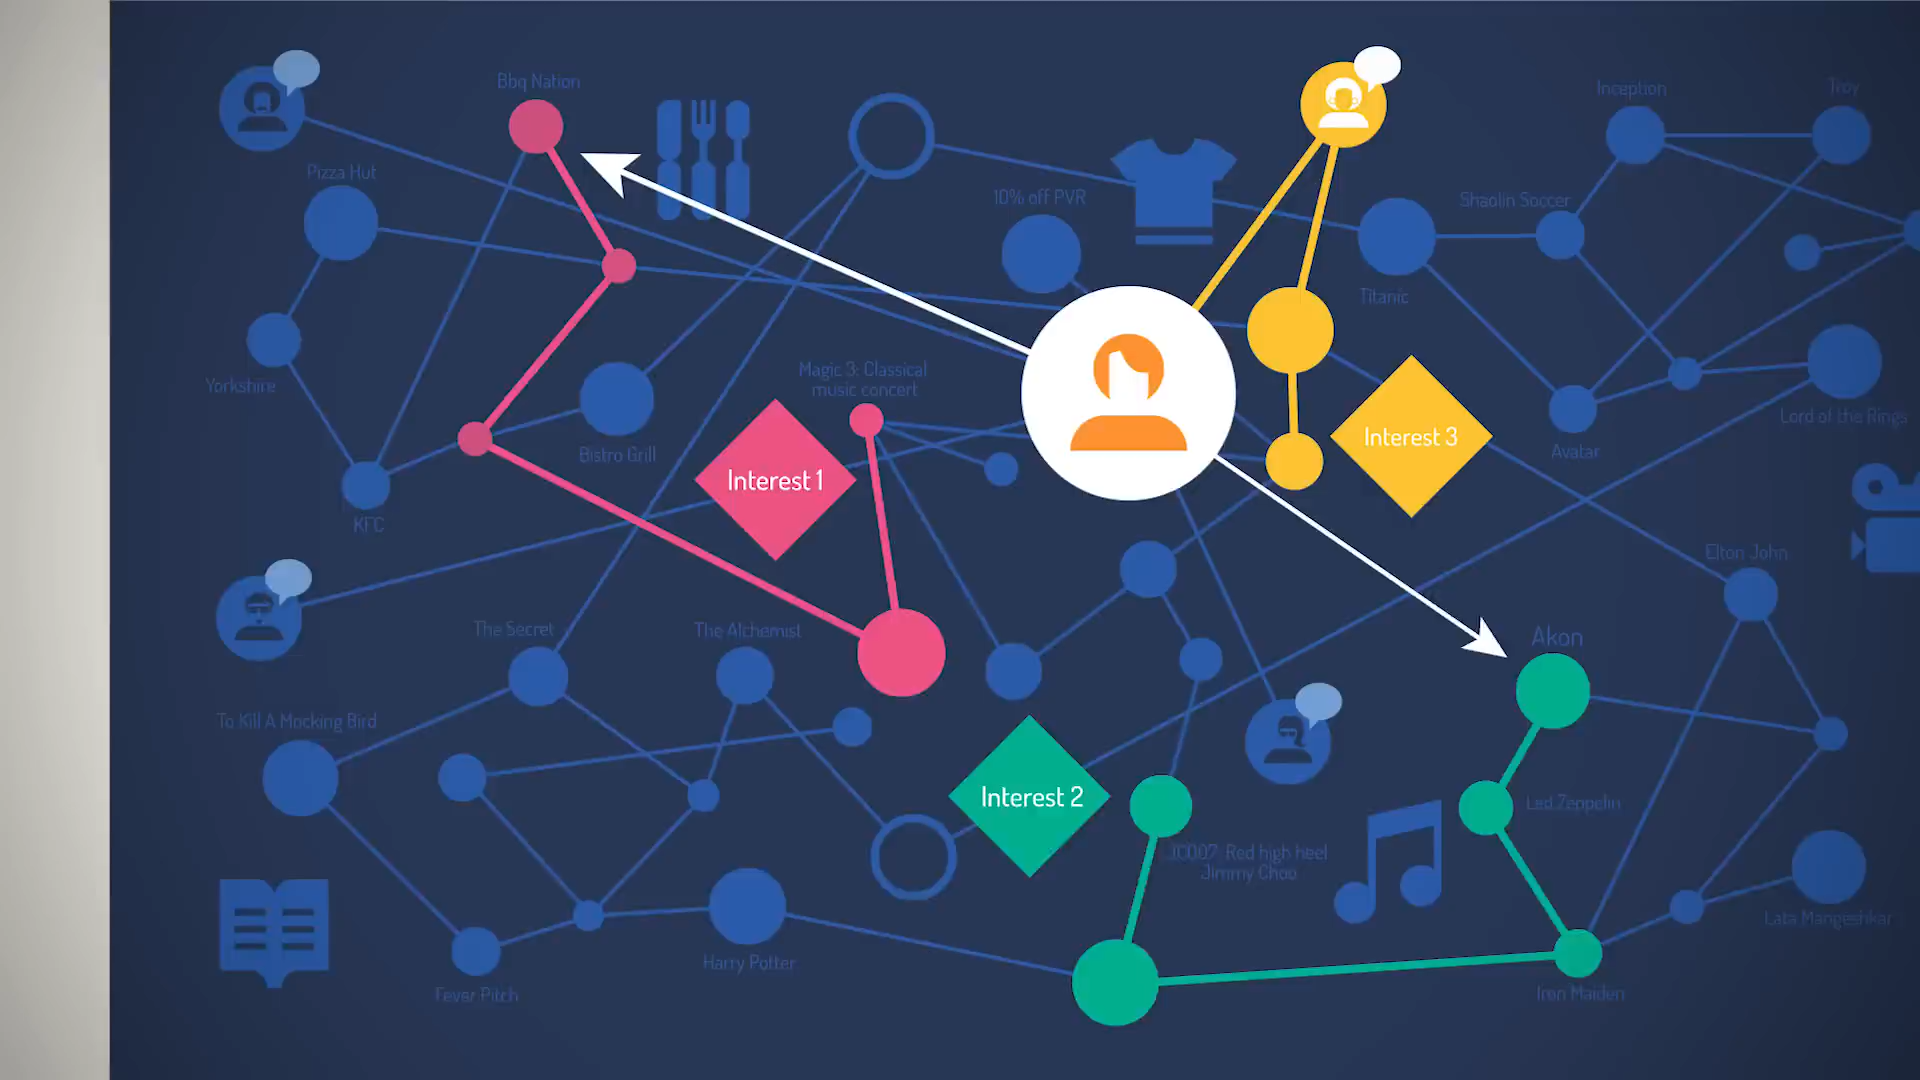 Bbq Nation
Inception
Troy
Pizza Hut
10% off PVR
Shaolin Soccer
Titanic
Yorkshire
Magic 3: Classical
music concert
Lord of the Rings
Bistro Grill
Interest 3
Avatar
Interest 1
KFC
Elton John
The Secret
The Alchemist
Akon
To Kill A Mocking Bird
Interest 2
Led Zeppelin
JC007: Red high heel
Jimmy Choo
Lata Mangeshkar
Harry Potter
Fever Pitch
Iron Maiden